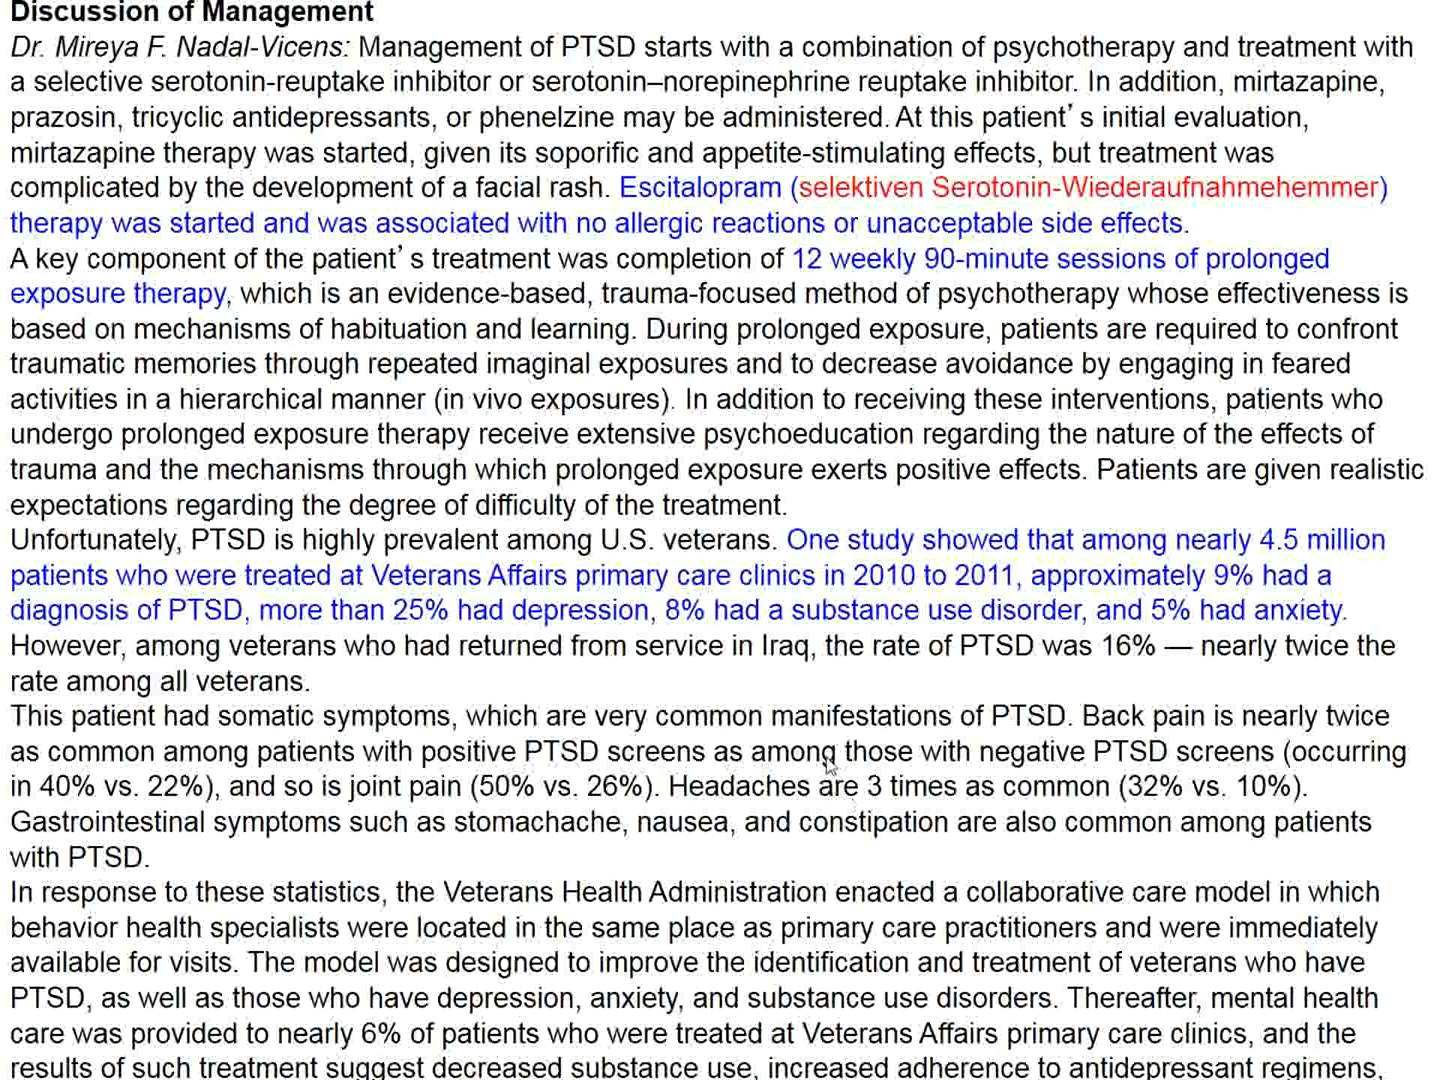 Discussion of Management
Dr. Mireya F. Nadal-Vicens: Management of PTSD starts with a combination of psychotherapy and treatment with
a selective serotonin-reuptake inhibitor or serotonin–norepinephrine reuptake inhibitor. In addition, mirtazapine,
prazosin, tricyclic antidepressants, or phenelzine may be administered. At this patient’s initial evaluation,
mirtazapine therapy was started, given its soporific and appetite-stimulating effects, but treatment was
complicated by the development of a facial rash. Escitalopram (selektiven Serotonin-Wiederaufnahmehemmer)
therapy was started and was associated with no allergic reactions or unacceptable side effects.
A key component of the patient’s treatment was completion of 12 weekly 90-minute sessions of prolonged
exposure therapy, which is an evidence-based, trauma-focused method of psychotherapy whose effectiveness is
based on mechanisms of habituation and learning. During prolonged exposure, patients are required to confront
traumatic memories through repeated imaginal exposures and to decrease avoidance by engaging in feared
activities in a hierarchical manner (in vivo exposures). In addition to receiving these interventions, patients who
undergo prolonged exposure therapy receive extensive psychoeducation regarding the nature of the effects of
trauma and the mechanisms through which prolonged exposure exerts positive effects. Patients are given realistic
expectations regarding the degree of difficulty of the treatment.
Unfortunately, PTSD is highly prevalent among U.S. veterans. One study showed that among nearly 4.5 million
patients who were treated at Veterans Affairs primary care clinics in 2010 to 2011, approximately 9% had a
diagnosis of PTSD, more than 25% had depression, 8% had a substance use disorder, and 5% had anxiety.
However, among veterans who had returned from service in Iraq, the rate of PTSD was 16% — nearly twice the
rate among all veterans.
This patient had somatic symptoms, which are very common manifestations of PTSD. Back pain is nearly twice
as common among patients with positive PTSD screens as among those with negative PTSD screens (occurring
in 40% vs. 22%), and so is joint pain (50% vs. 26%). Headaches are 3 times as common (32% vs. 10%).
Gastrointestinal symptoms such as stomachache, nausea, and constipation are also common among patients
with PTSD.
In response to these statistics, the Veterans Health Administration enacted a collaborative care model in which
behavior health specialists were located in the same place as primary care practitioners and were immediately
available for visits. The model was designed to improve the identification and treatment of veterans who have
PTSD, as well as those who have depression, anxiety, and substance use disorders. Thereafter, mental health
care was provided to nearly 6% of patients who were treated at Veterans Affairs primary care clinics, and the
results of such treatment suggest decreased substance use, increased adherence to antidepressant regimens,